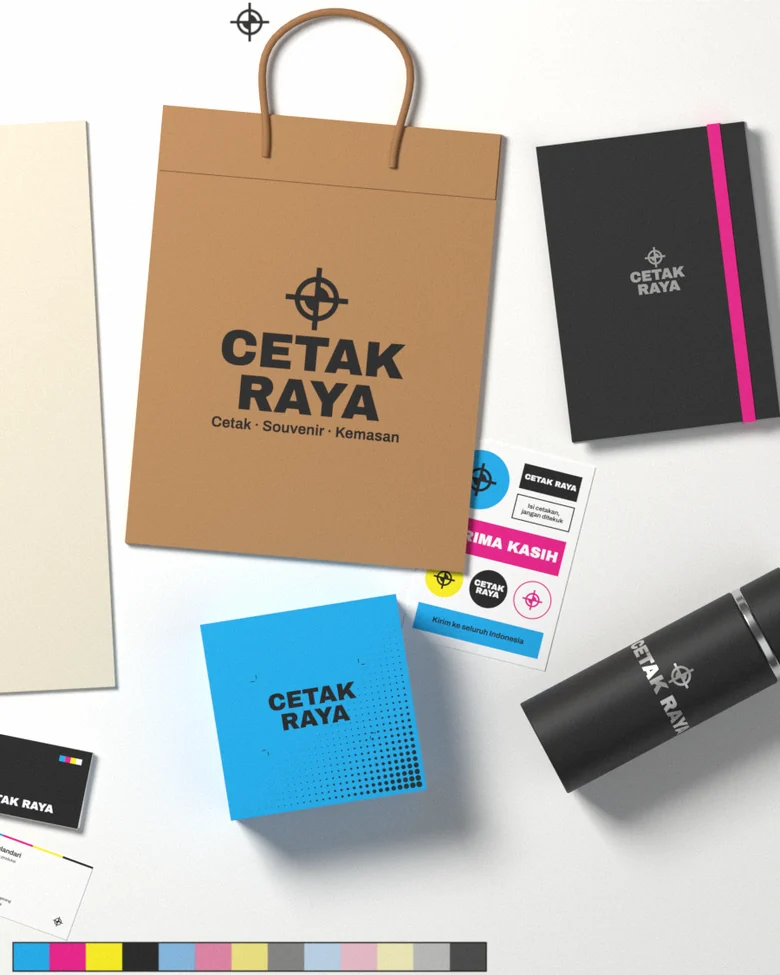 CETAK
RAYA
Cetak · Souvenir · Kemasan
CETAK
RAYA
CETAK RAYA
Isi cetakan,
jangan ditekuk
RIMA KASIH
CETAK
RAYA
Kirim ke seluruh Indonesia
CETAK
RAYA
CETAK RAYA
TAK RAYA